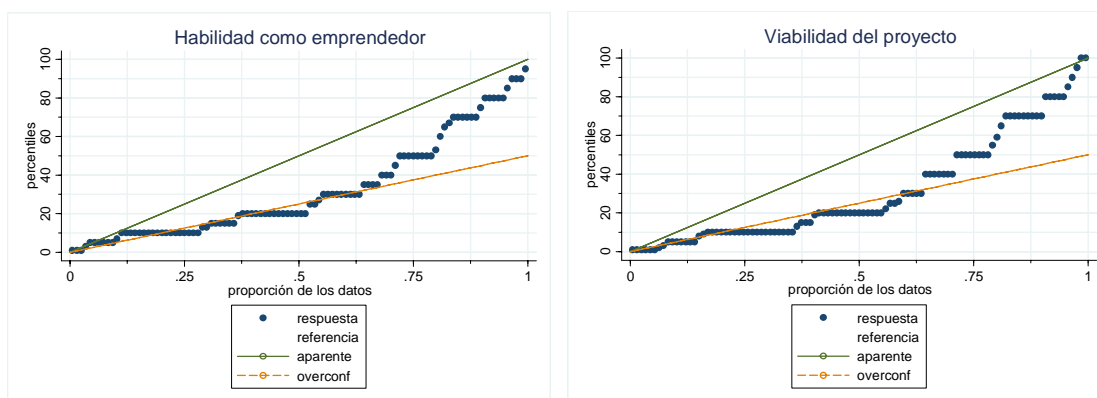 Habilidad como emprendedor
percentiles
100
80
60
40
20
0
0
.25
.5
.75
1
proporción de los datos
respuesta
referencia
aparente
overconf
Viabilidad del proyecto
percentiles
100
80
60
40
20
0
0
.25
.5
.75
1
proporción de los datos
respuesta
referencia
aparente
overconf